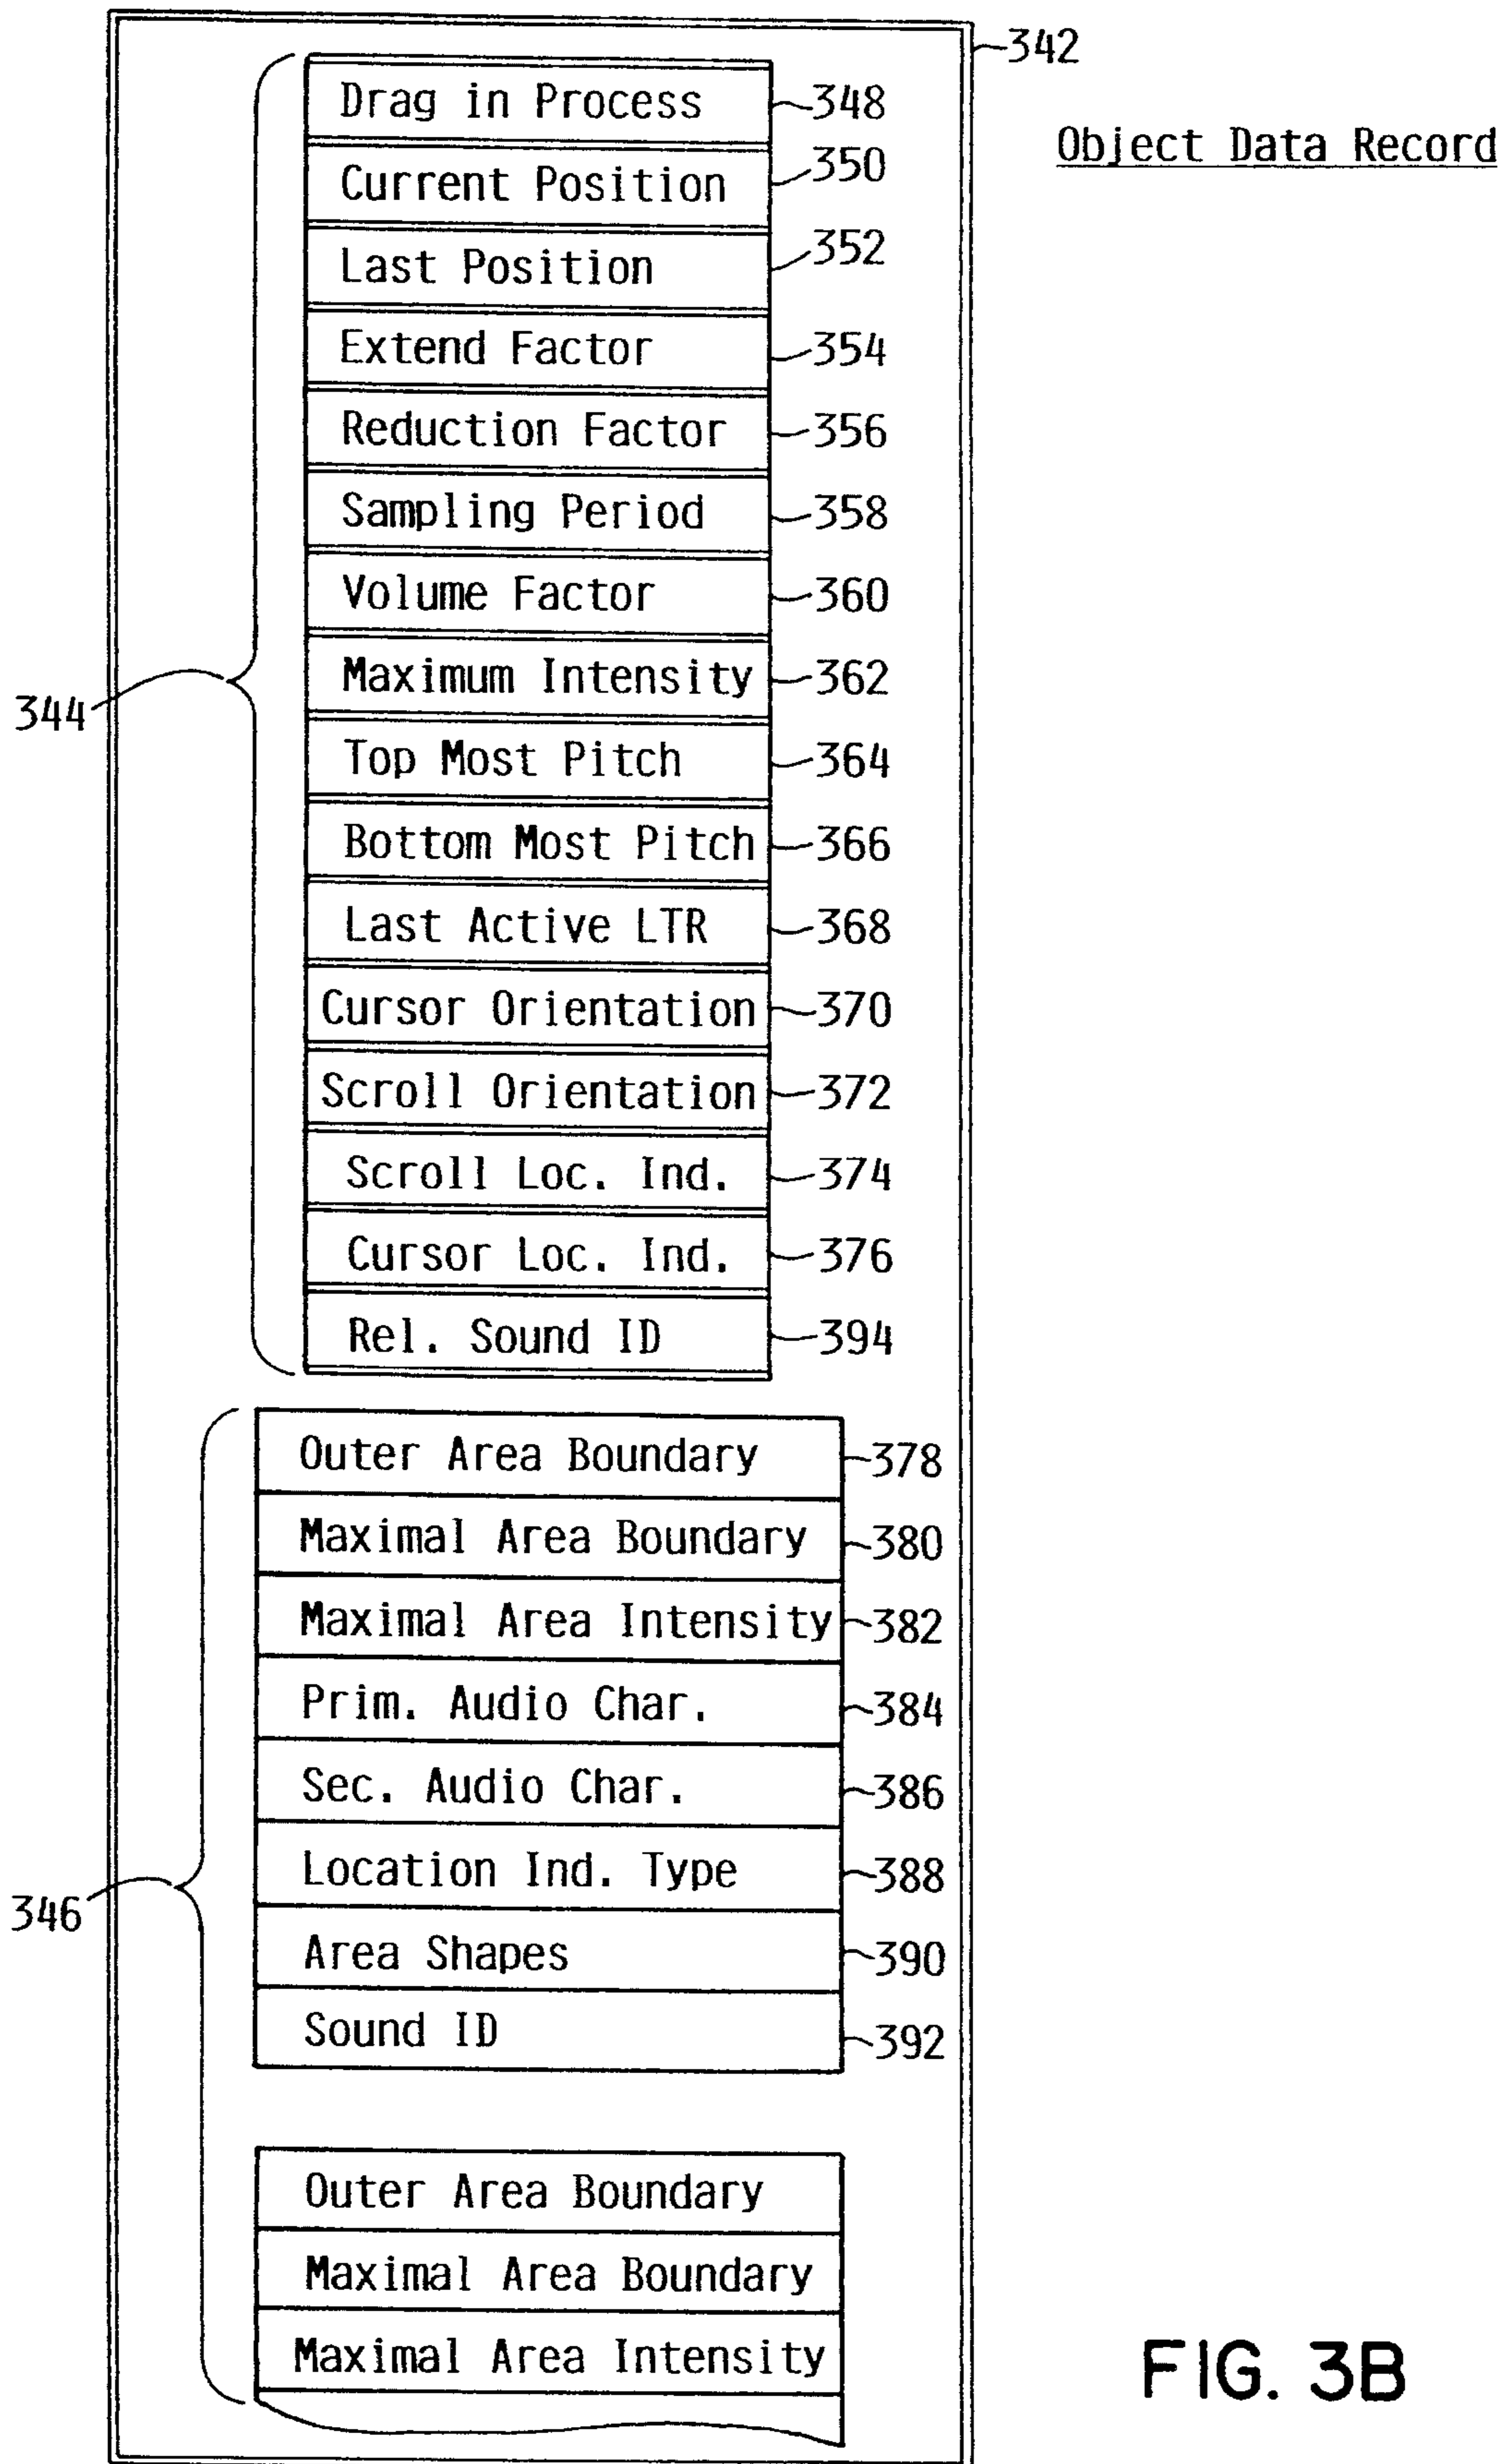 342
Object Data Record
Drag in Process 348
Current Position 350
Last Position 352
Extend Factor 354
Reduction Factor 356
Sampling Period 358
Volume Factor 360
Maximum Intensity 362
344
Top Most Pitch 364
Bottom Most Pitch 366
Last Active LTR 368
Cursor Orientation 370
Scroll Orientation 372
Scroll Loc. Ind. 374
Cursor Loc. Ind. 376
Rel. Sound ID 394
Outer Area Boundary 378
Maximal Area Boundary 380
Maximal Area Intensity 382
Prim. Audio Char. 384
Sec. Audio Char. 386
Location Ind. Type 388
346
Area Shapes 390
Sound ID 392
Outer Area Boundary
Maximal Area Boundary
Maximal Area Intensity
FIG. 3B